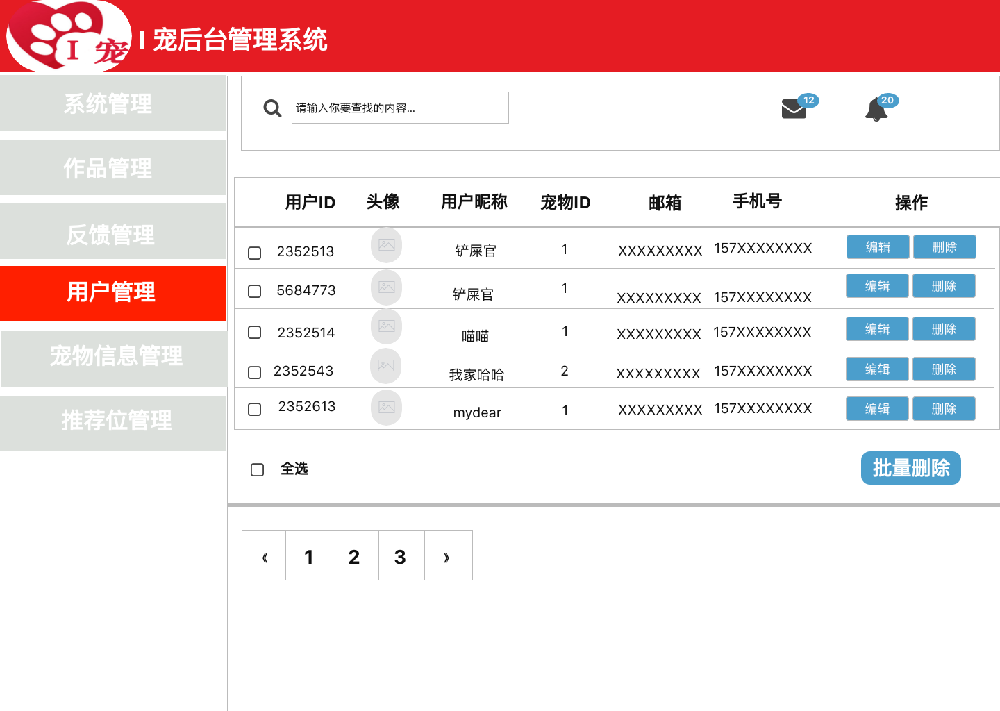 I 宠
I 宠后台管理系统
系统管理
作品管理
反馈管理
用户管理
宠物信息管理
推荐位管理
请输入你要查找的内容...
12
20
用户ID 头像 用户昵称 宠物ID 邮箱 手机号 操作
2352513 铲屎官 1 XXXXXXXXX 157XXXXXXXX 编辑 删除
5684773 铲屎官 1 XXXXXXXXX 157XXXXXXXX 编辑 删除
2352514 喵喵 1 XXXXXXXXX 157XXXXXXXX 编辑 删除
2352543 我家哈哈 2 XXXXXXXXX 157XXXXXXXX 编辑 删除
2352613 mydear 1 XXXXXXXXX 157XXXXXXXX 编辑 删除
全选 批量删除
《 1 2 3 》